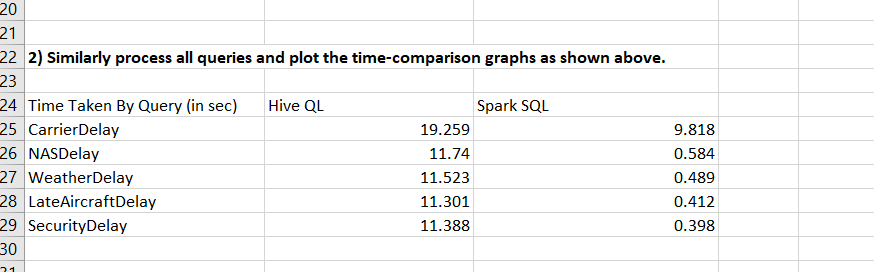 20
21
22 2) Similarly process all queries and plot the time-comparison graphs as shown above.
23
24 Time Taken By Query (in sec) Hive QL Spark SQL
25 CarrierDelay 19.259 9.818
26 NASDelay 11.74 0.584
27 WeatherDelay 11.523 0.489
28 LateAircraftDelay 11.301 0.412
29 SecurityDelay 11.388 0.398
30